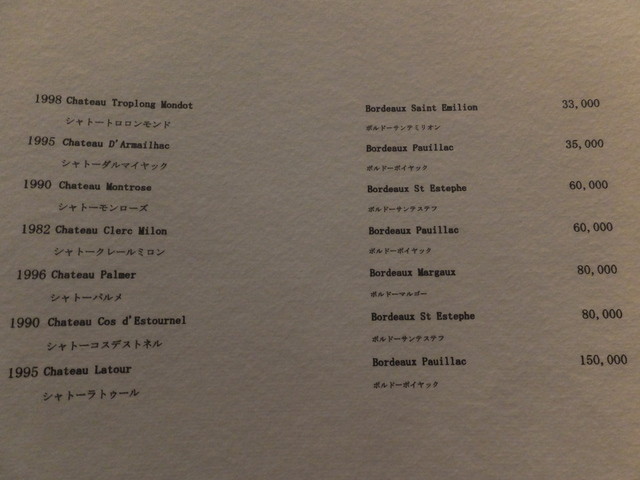 1998 Chateau Troplong Mondot Bordeaux Saint Emilion 33,000
シャトートロロンモンド ボルドーサンテミリオン
1995 Chateau D'Armailhac Bordeaux Pauillac 35,000
シャトーダルマイヤック ボルドーポイヤック
1990 Chateau Montrose Bordeaux St Estephe 60,000
シャトーモンローズ ボルドーサンテステフ
1982 Chateau Clerc Milon Bordeaux Pauillac 60,000
シャトークレールミロン ボルドーポイヤック
1996 Chateau Palmer Bordeaux Margaux 80,000
シャトーパルメ ボルドーマルゴー
1990 Chateau Cos d'Estournel Bordeaux St Estephe 80,000
シャトーコスデストネル ボルドーサンテステフ
1995 Chateau Latour Bordeaux Pauillac 150,000
シャトーラトゥール ボルドーポイヤック